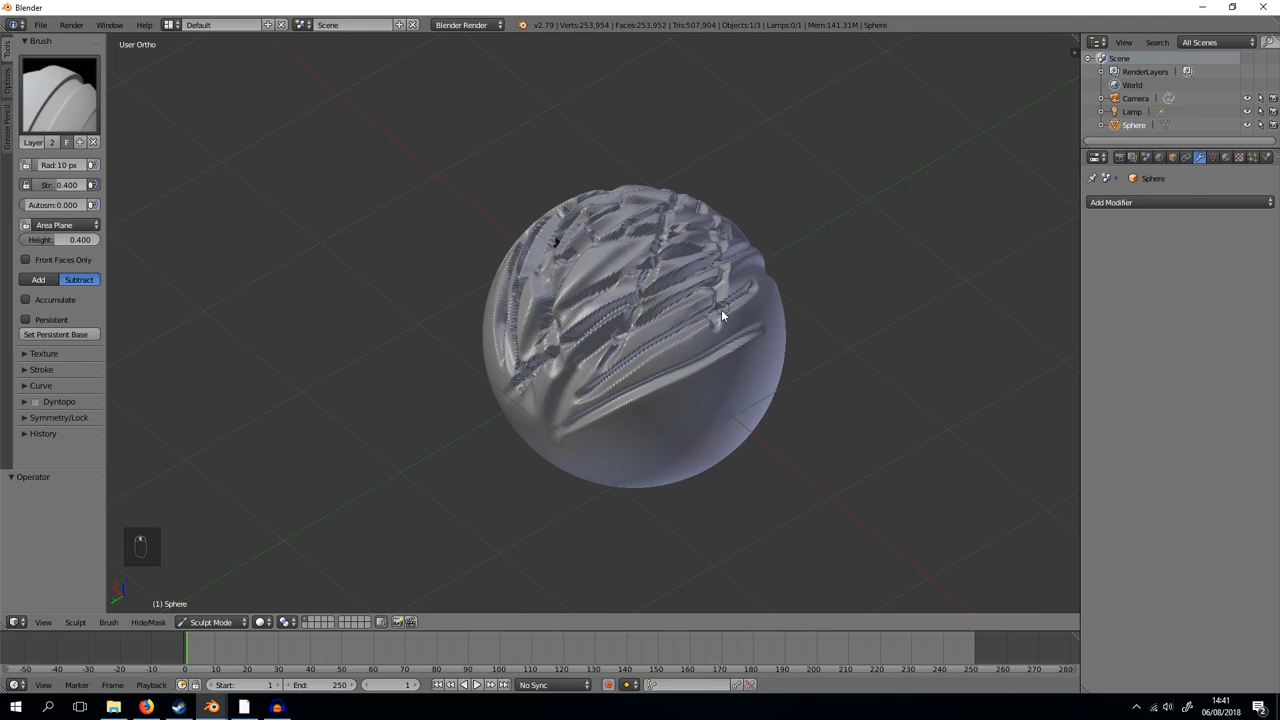 Blender
File Render Window Help Default Scene Blender Render v2.79 | Verts:253,954 | Faces:253,952 | Tris:507,904 | Objects:1/3 | Lamps:0/1 | Mem:141.31M | Sphere
View Search All Scenes
Tools
Options
Grease Pencil
Brush
Layer 2 F
Rad: 10 px
Str: 0.400
Autosm:0.000
Area Plane
Height: 0.400
Front Faces Only
Add Subtract
Accumulate
Persistent
Set Persistent Base
Texture
Stroke
Curve
Dyntopo
Symmetry/Lock
History
Operator
User Ortho
(1) Sphere
Scene
RenderLayers
World
Camera
Lamp
Sphere
Sphere
Add Modifier
View Sculpt Brush Hide/Mask Sculpt Mode
-50 -40 -30 -20 -10 0 10 20 30 40 50 60 70 80 90 100 110 120 130 140 150 160 170 180 190 200 210 220 230 240 250 260 270 280
View Marker Frame Playback Start: 1 End: 250 1 No Sync
14:41
06/08/2018
2